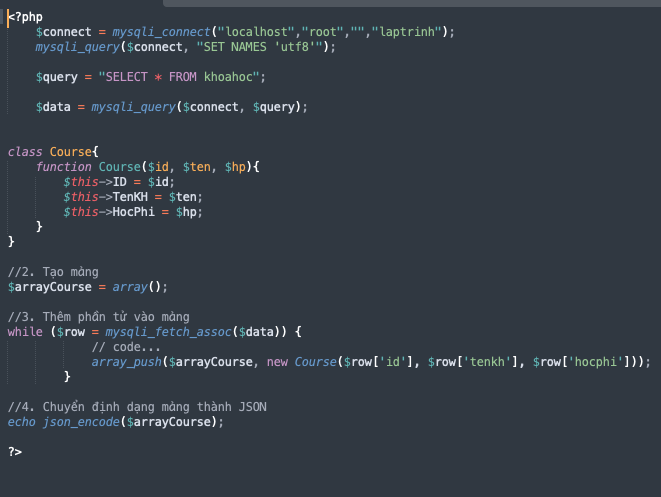 <?php
$connect = mysqli_connect("localhost","root","","laptrinh");
mysqli_query($connect, "SET NAMES 'utf8'");
$query = "SELECT * FROM khoahoc";
$data = mysqli_query($connect, $query);
class Course{
function Course($id, $ten, $hp){
$this->ID = $id;
$this->TenKH = $ten;
$this->HocPhi = $hp;
}
}
//2. Tạo mảng
$arrayCourse = array();
//3. Thêm phần tử vào mảng
while ($row = mysqli_fetch_assoc($data)) {
// code...
array_push($arrayCourse, new Course($row['id'], $row['tenkh'], $row['hocphi']));
}
//4. Chuyển định dạng mảng thành JSON
echo json_encode($arrayCourse);
?>